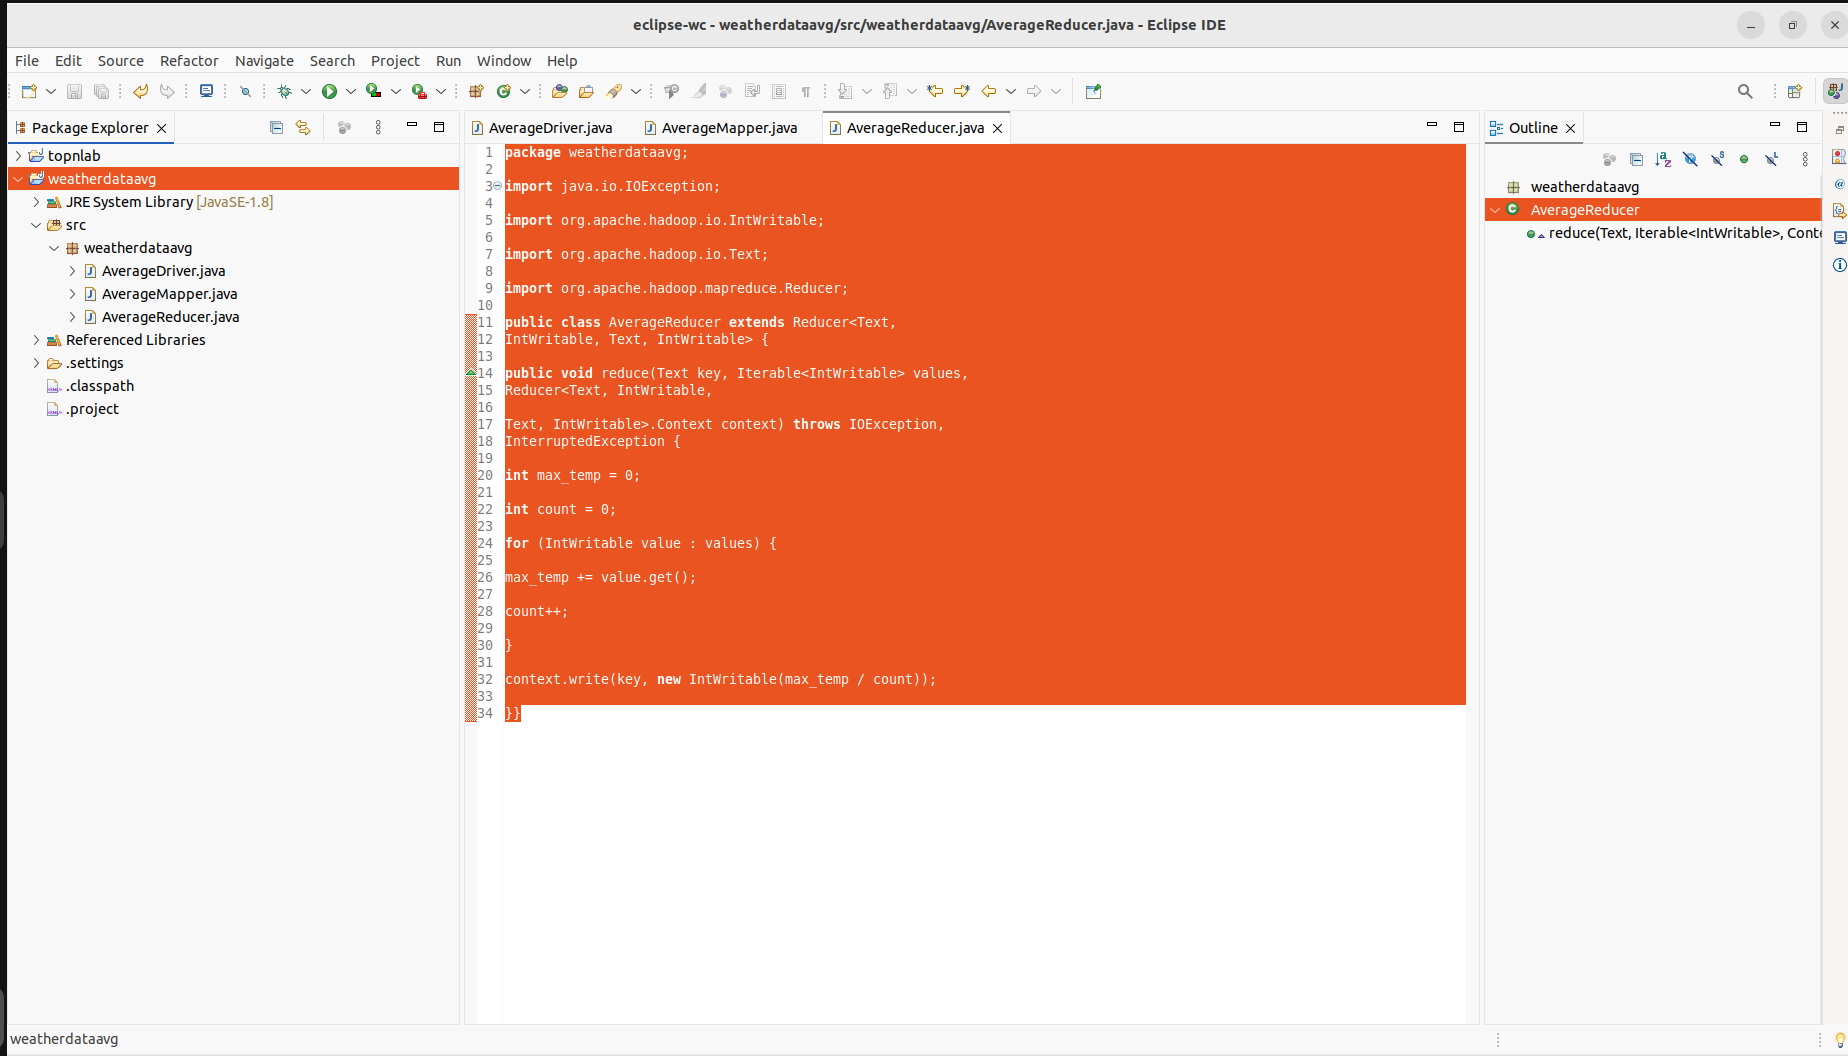 eclipse-wc - weatherdataavg/src/weatherdataavg/AverageReducer.java - Eclipse IDE
File Edit Source Refactor Navigate Search Project Run Window Help
Package Explorer
topnlab
weatherdataavg
JRE System Library [JavaSE-1.8]
src
weatherdataavg
AverageDriver.java
AverageMapper.java
AverageReducer.java
Referenced Libraries
.settings
.classpath
.project
AverageDriver.java AverageMapper.java AverageReducer.java
1 package weatherdataavg;
2
3 import java.io.IOException;
4
5 import org.apache.hadoop.io.IntWritable;
6
7 import org.apache.hadoop.io.Text;
8
9 import org.apache.hadoop.mapreduce.Reducer;
10
11 public class AverageReducer extends Reducer<Text,
12 IntWritable, Text, IntWritable> {
13
14 public void reduce(Text key, Iterable<IntWritable> values,
15 Reducer<Text, IntWritable,
16
17 Text, IntWritable>.Context context) throws IOException,
18 InterruptedException {
19
20 int max_temp = 0;
21
22 int count = 0;
23
24 for (IntWritable value : values) {
25
26 max_temp += value.get();
27
28 count++;
29
30 }
31
32 context.write(key, new IntWritable(max_temp / count));
33
34 }}
Outline
weatherdataavg
AverageReducer
reduce(Text, Iterable<IntWritable>, Conte
weatherdataavg